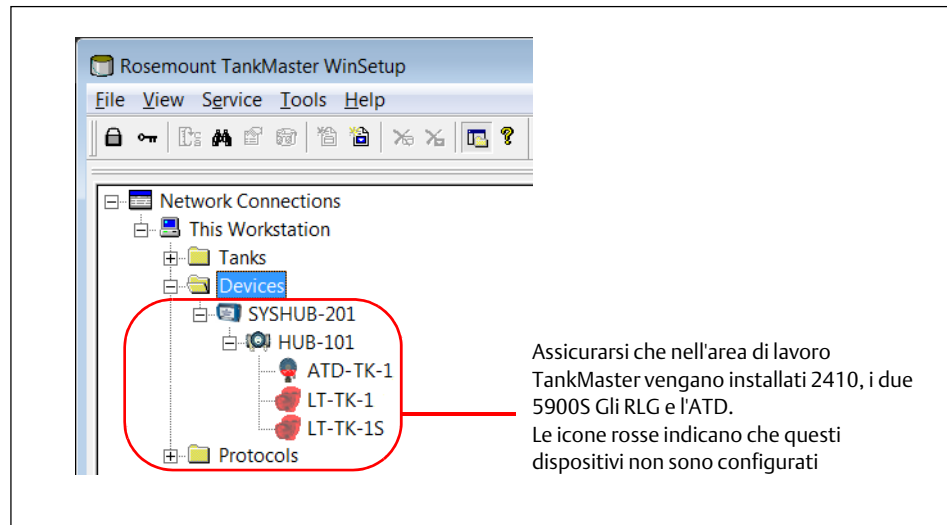 Rosemount TankMaster WinSetup
File View Service Tools Help
Network Connections
This Workstation
Tanks
Devices
SYSHUB-201
HUB-101
ATD-TK-1
LT-TK-1
LT-TK-1S
Protocols
Assicurarsi che nell'area di lavoro
TankMaster vengano installati 2410, i due
5900S Gli RLG e l'ATD.
Le icone rosse indicano che questi
dispositivi non sono configurati